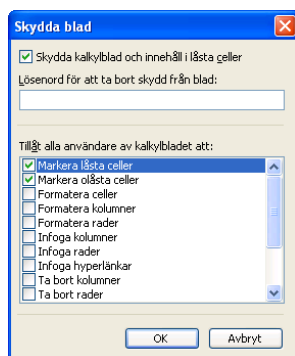 Skydda blad
Skydda kalkylblad och innehåll i låsta celler
Lösenord för att ta bort skydd från blad:
Tillåt alla användare av kalkylbladet att:
Markera låsta celler
Markera olåsta celler
Formatera celler
Formatera kolumner
Formatera rader
Infoga kolumner
Infoga rader
Infoga hyperlänkar
Ta bort kolumner
Ta bort rader
OK Avbryt